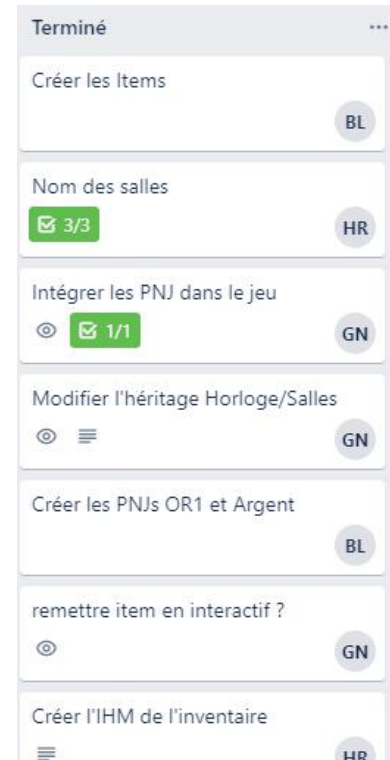 Terminé
Créer les Items
BL
Nom des salles
3/3
HR
Intégrer les PNJ dans le jeu
1/1
GN
Modifier l'héritage Horloge/Salles
GN
Créer les PNJs OR1 et Argent
BL
remettre item en interactif ?
GN
Créer l'IHM de l'inventaire
HR